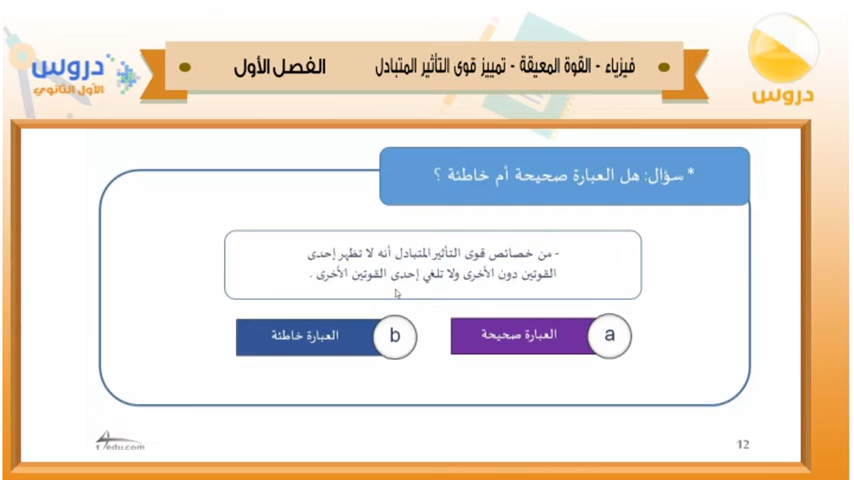 دروس
الأول الثانوي
فيزياء - القوة المعيقة - تمييز قوى التأثير المتبادل
الفصل الأول
دروس
* سؤال: هل العبارة صحيحة أم خاطئة ؟
- من خصائص قوى التأثير المتبادل أنه لا تظهر إحدى
القوتين دون الأخرى ولا تلغي إحدى القوتين الأخرى .
a
العبارة صحيحة
b
العبارة خاطئة
edu.com
12